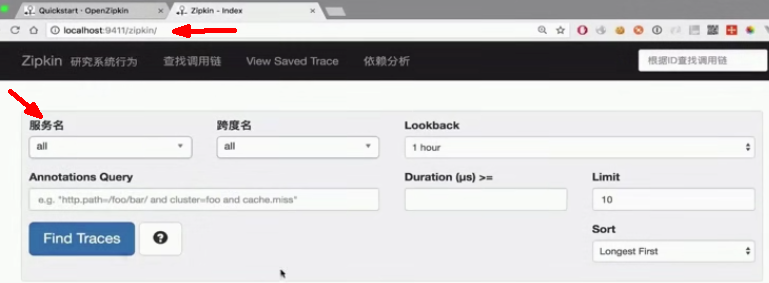 Quickstart · OpenZipkin
Zipkin - Index
localhost:9411/zipkin/
Zipkin 研究系统行为 查找调用链 View Saved Trace 依赖分析 根据ID查找调用链
服务名 跨度名 Lookback
all all 1 hour
Annotations Query Duration (μs) >= Limit
e.g. "http.path=/foo/bar/ and cluster=foo and cache.miss" 10
Find Traces ?
Sort
Longest First